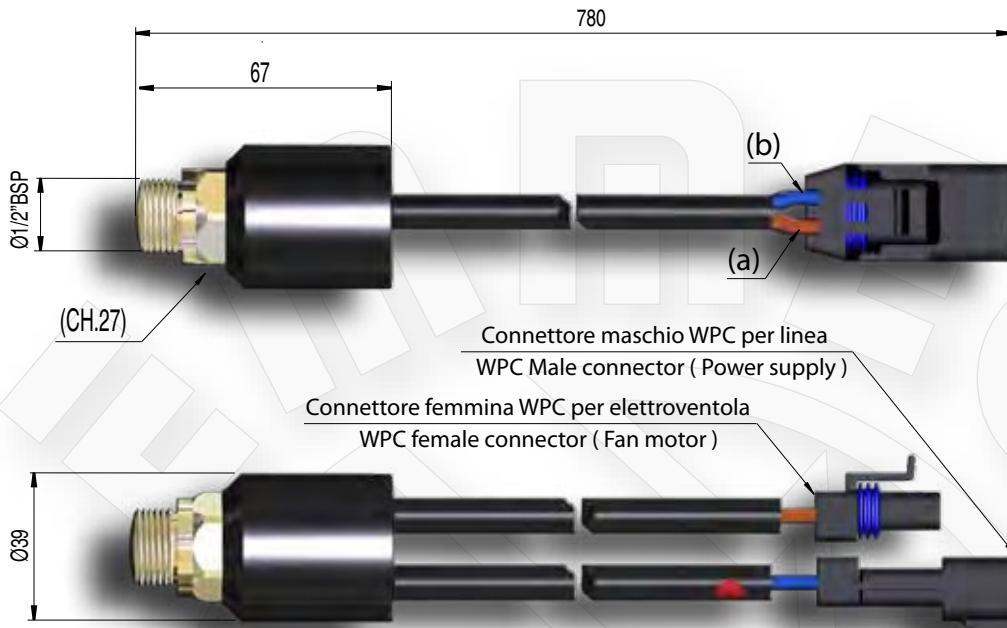 780
67
Ø1/2"BSP
(b)
(a)
(CH.27)
Connettore maschio WPC per linea
WPC Male connector ( Power supply )
Connettore femmina WPC per elettroventola
WPC female connector ( Fan motor )
Ø39